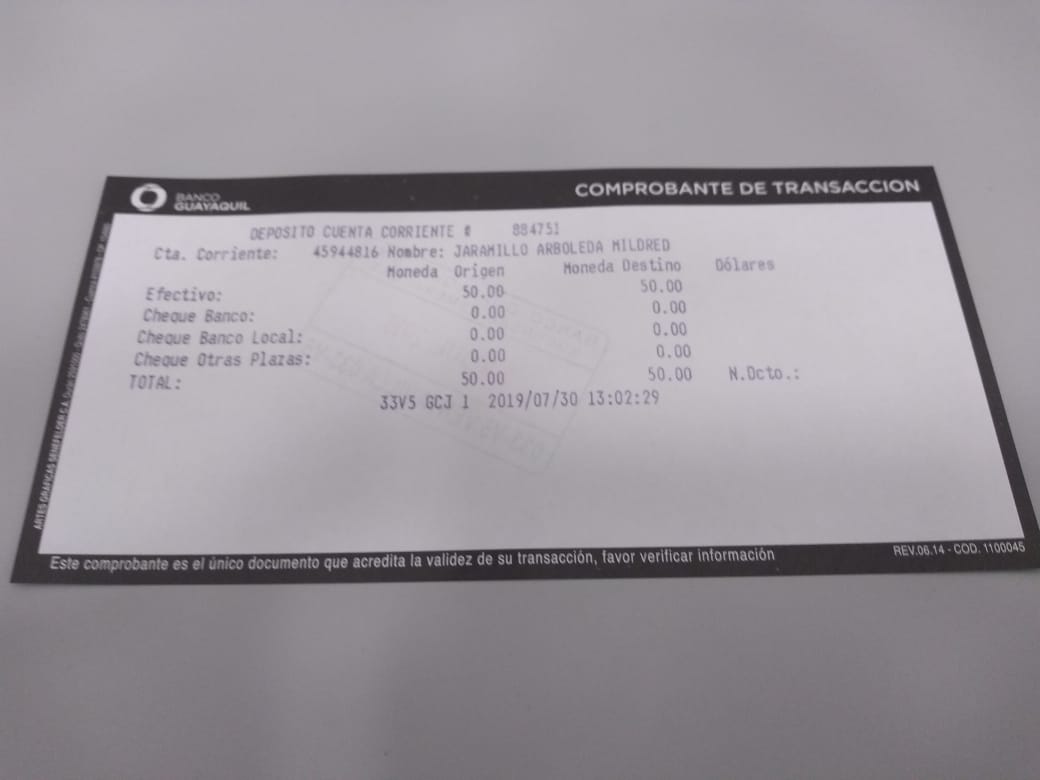 BANCO
GUAYAQUIL
COMPROBANTE DE TRANSACCION
DEPOSITO CUENTA CORRIENTE # 884751
Cta. Corriente: 45944816 Nombre: JARAMILLO ARBOLEDA MILDRED
Moneda Origen Moneda Destino Dólares
Efectivo: 50.00 50.00
Cheque Banco: 0.00 0.00
Cheque Banco Local: 0.00 0.00
Cheque Otras Plazas: 0.00 0.00
TOTAL: 50.00 50.00 N.Dcto.:
33V5 GCJ 1 2019/07/30 13:02:29
Este comprobante es el único documento que acredita la validez de su transacción, favor verificar información
REV.06.14 - COD. 1100045
ARTES GRAFICAS SENEFELDER C.A.